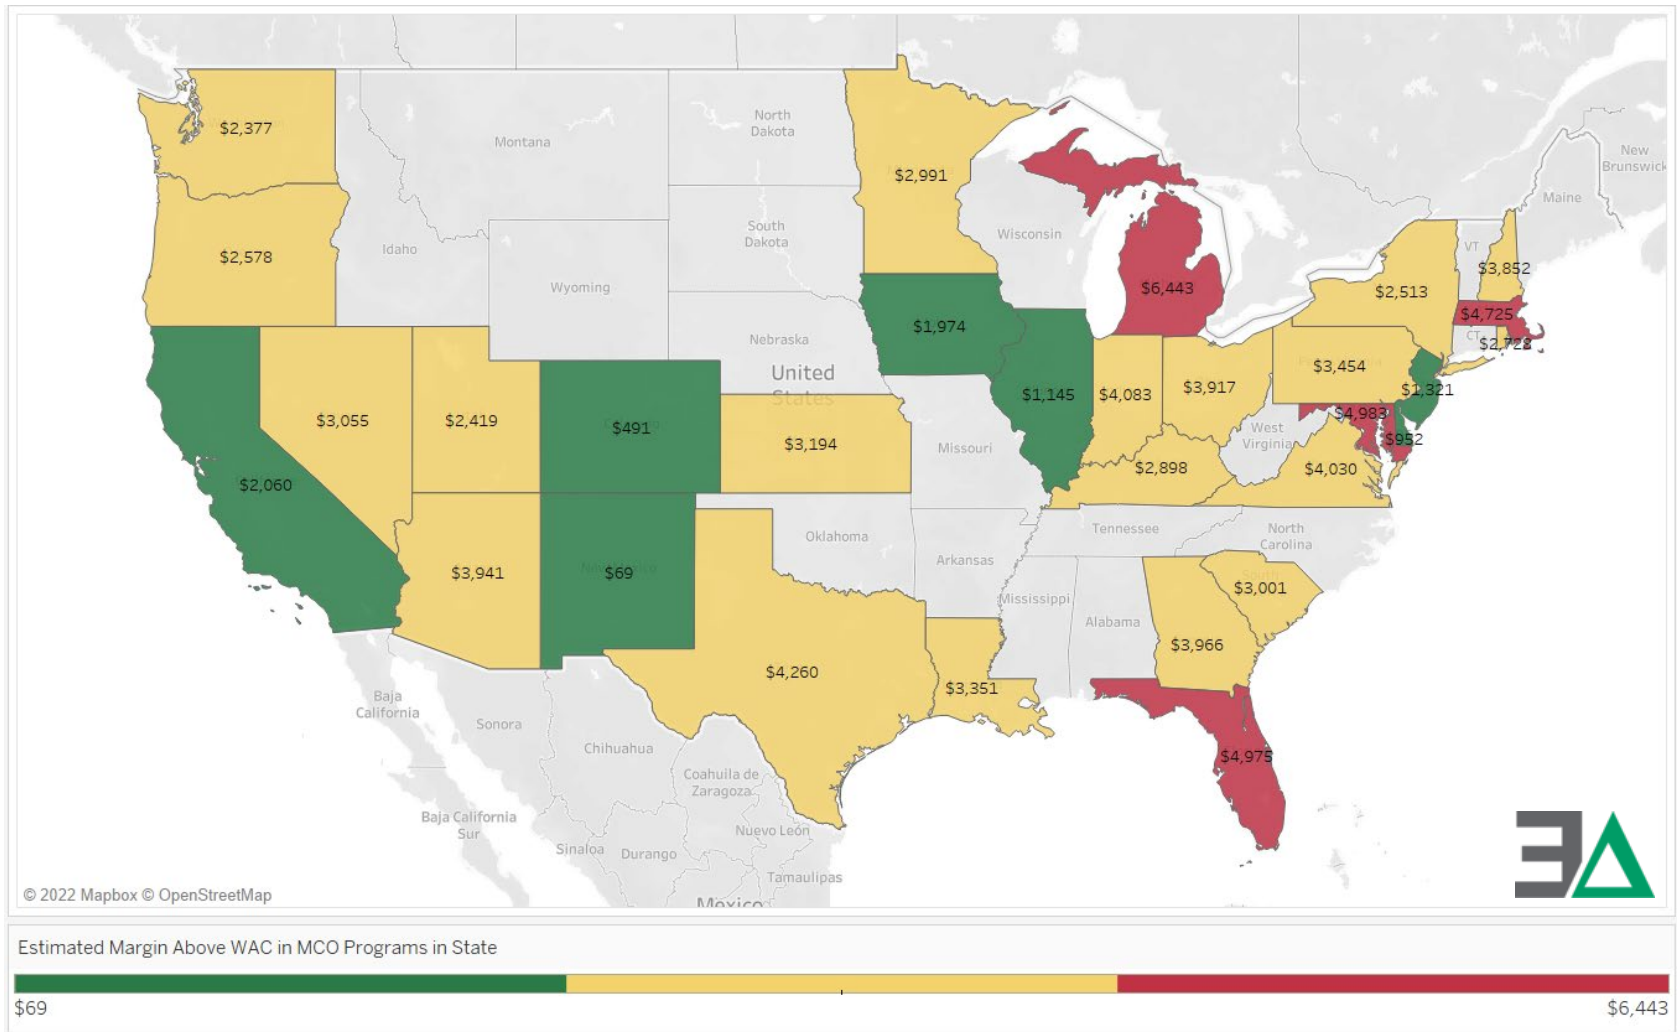 North
Dakota
Montana
New
Brunswick
Maine
$2,377
$2,991
South
Dakota
Wisconsin
VT
Idaho
$2,578
Wyoming
$3,852
$6,443
$2,513
$4,725
$1,974
Nebraska
CT
$2,728
United
States
$3,454
$1,145
$4,083
$3,917
$1,321
$3,055
$2,419
$491
$3,194
Missouri
West
Virginia
$4,983
$952
$2,898
$4,030
$2,060
Oklahoma
Tennessee
North
Carolina
Arkansas
$3,941
$69
$3,001
Mississippi
Alabama
$3,966
$4,260
$3,351
Baja
California
Sonora
Chihuahua
$4,975
Coahuila de
Zaragoza
Baja California
Sur
Nuevo León
Sinaloa
Durango
Tamaulipas
México
© 2022 Mapbox © OpenStreetMap
Estimated Margin Above WAC in MCO Programs in State
$69
$6,443